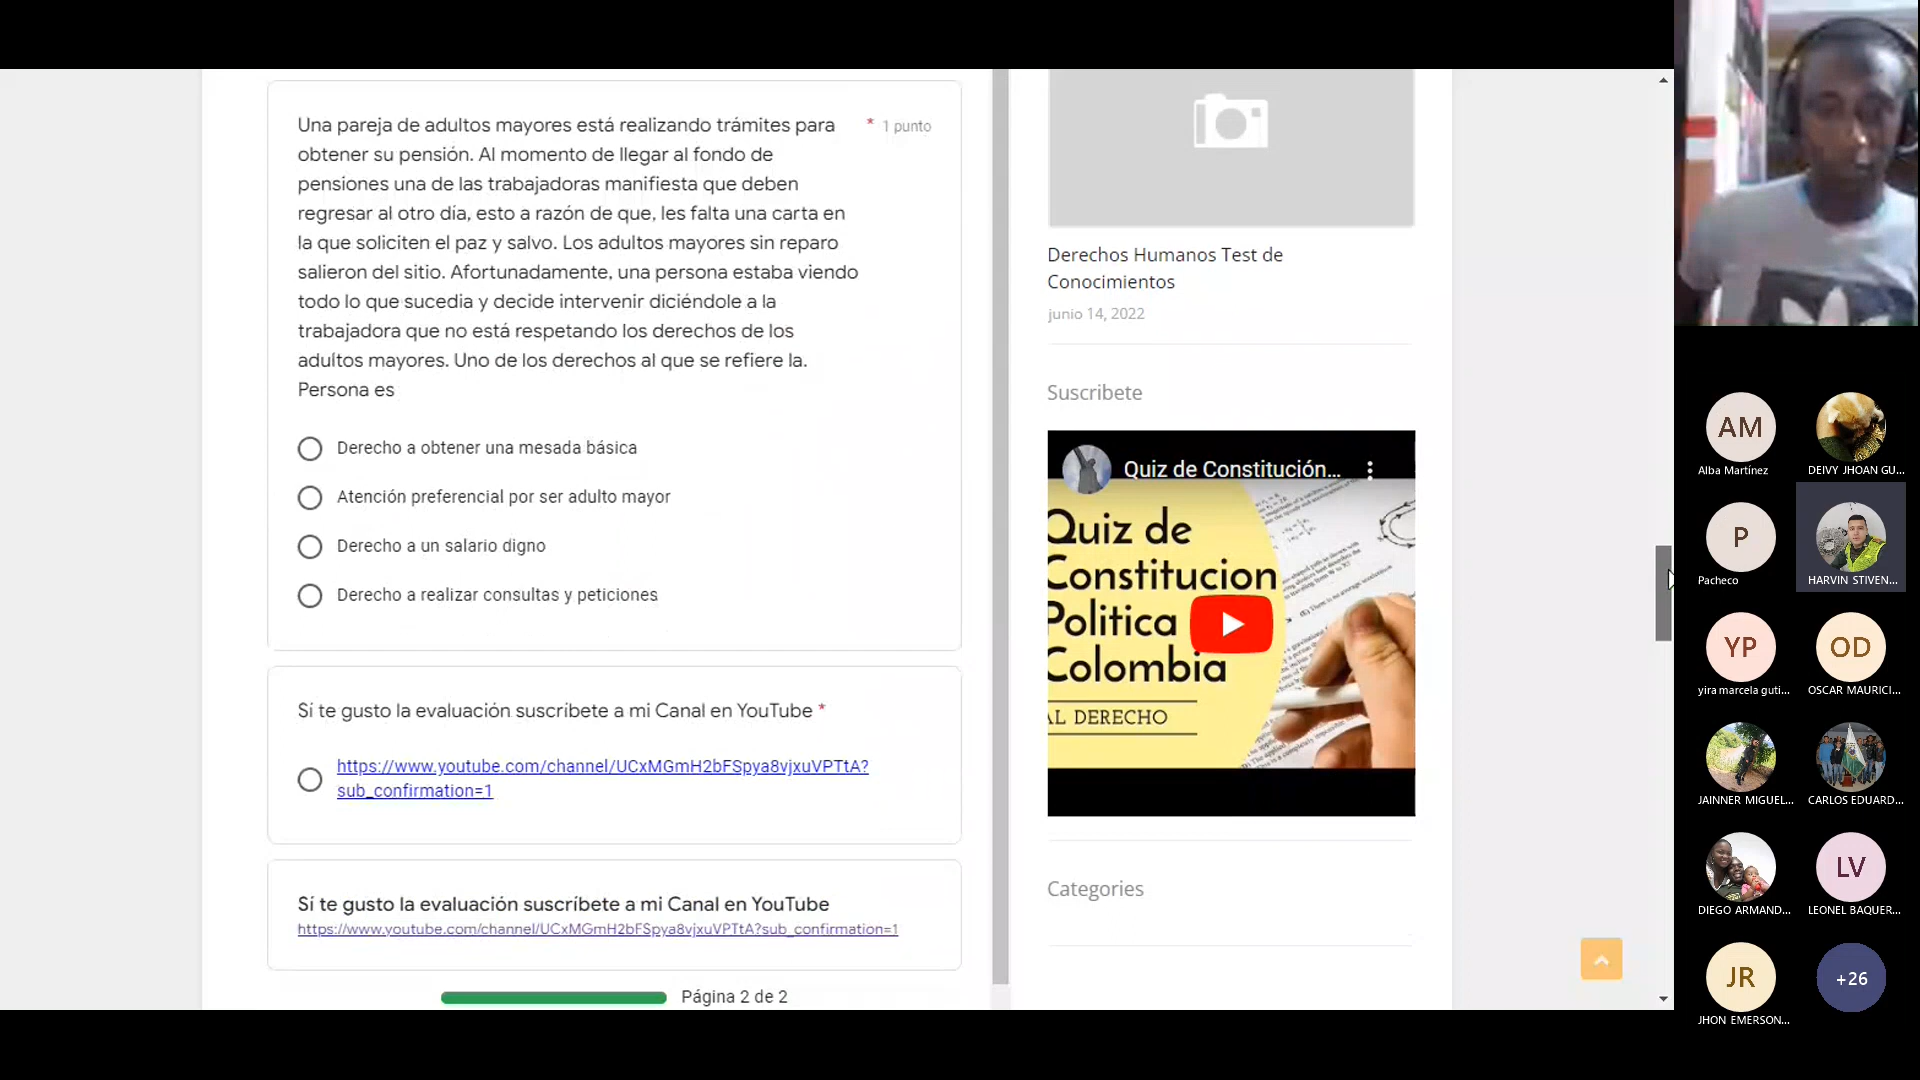 Una pareja de adultos mayores está realizando trámites para
obtener su pensión. Al momento de llegar al fondo de
pensiones una de las trabajadoras manifiesta que deben
regresar al otro día, esto a razón de que, les falta una carta en
la que soliciten el paz y salvo. Los adultos mayores sin reparo
salieron del sitio. Afortunadamente, una persona estaba viendo
todo lo que sucedia y decide intervenir diciéndole a la
trabajadora que no está respetando los derechos de los
adultos mayores. Uno de los derechos al que se refiere la.
Persona es
* 1 punto
Derecho a obtener una mesada básica
Atención preferencial por ser adulto mayor
Derecho a un salario digno
Derecho a realizar consultas y peticiones
Sí te gusto la evaluación suscríbete a mi Canal en YouTube *
https://www.youtube.com/channel/UCxMGmH2bFSpya8vjxuVPTtA?
sub_confirmation=1
Sí te gusto la evaluación suscríbete a mi Canal en YouTube
https://www.youtube.com/channel/UCxMGmH2bFSpya8vjxuVPTtA?sub_confirmation=1
Página 2 de 2
Derechos Humanos Test de
Conocimientos
junio 14, 2022
Suscribete
Quiz de Constitución...
Quiz de
Constitucion
Politica
Colombia
AL DERECHO
Categories
AM
Alba Martínez
DEIVY JHOAN GU...
P
Pacheco
HARVIN STIVEN...
YP
yira marcela guti...
OD
OSCAR MAURICI...
JAINNER MIGUEL...
CARLOS EDUARD...
DIEGO ARMAND...
LV
LEONEL BAQUER...
JR
JHON EMERSON...
+26